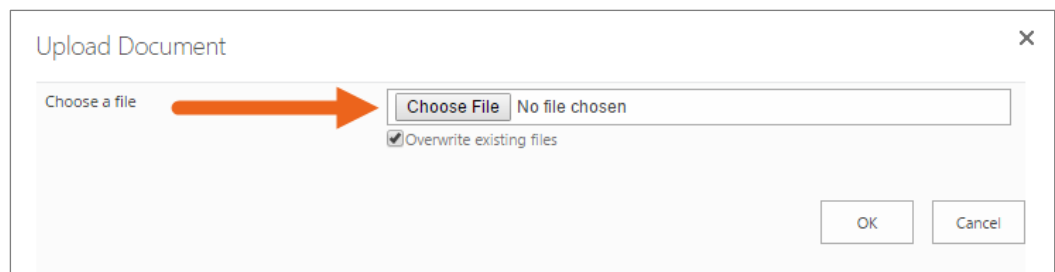 Upload Document
Choose a file
Choose File No file chosen
Overwrite existing files
OK Cancel